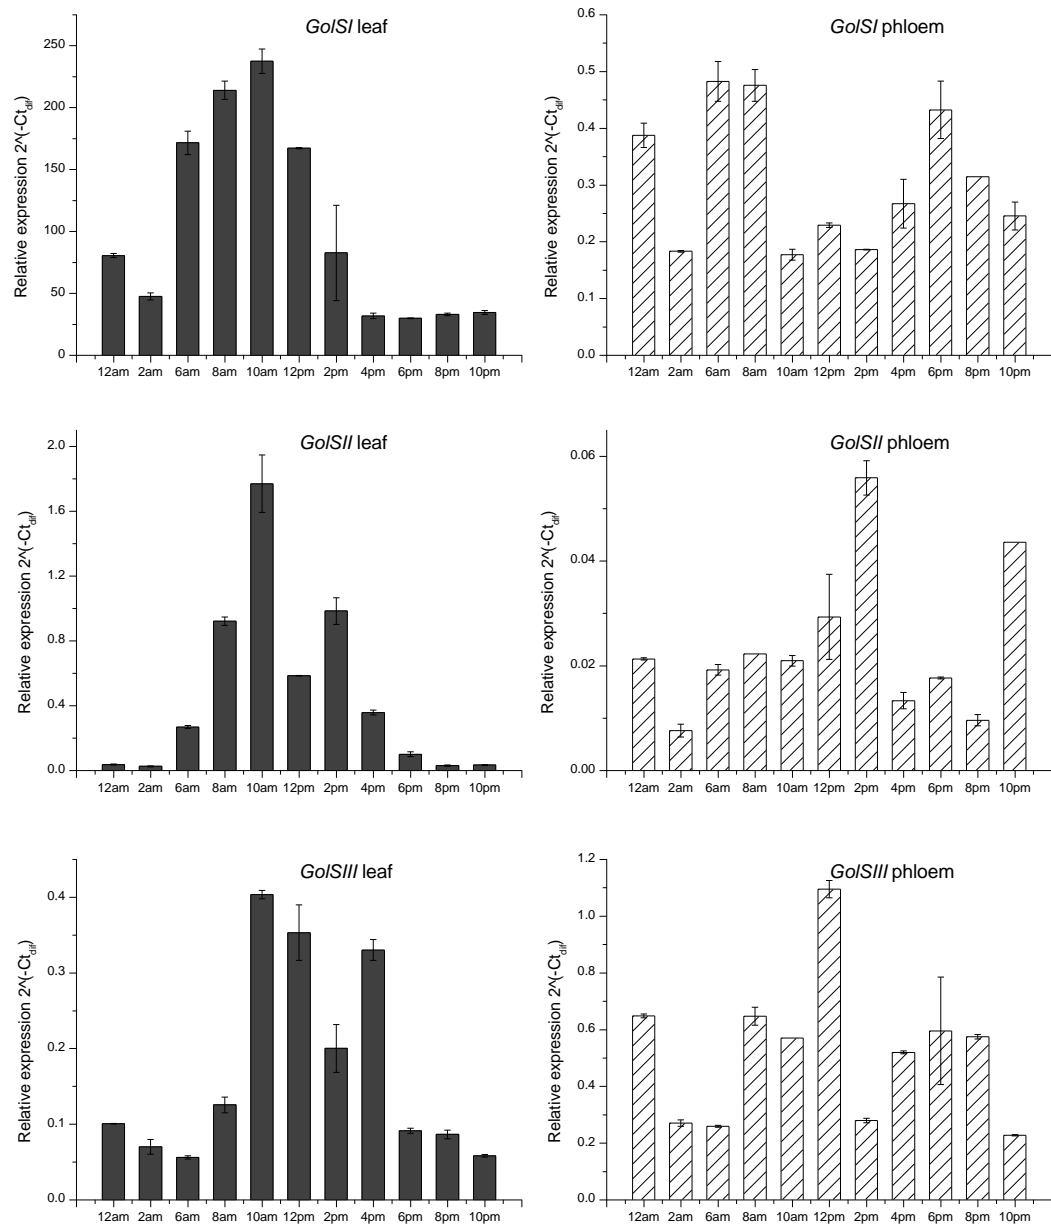 GolSI leaf
Relative expression 2^(-Ct_dif)
250
200
150
100
50
0
12am 2am 6am 8am 10am 12pm 2pm 4pm 6pm 8pm 10pm
GolSI phloem
Relative expression 2^(-Ct_dif)
0.6
0.5
0.4
0.3
0.2
0.1
0.0
12am 2am 6am 8am 10am 12pm 2pm 4pm 6pm 8pm 10pm
GolSII leaf
Relative expression 2^(-Ct_dif)
2.0
1.6
1.2
0.8
0.4
0.0
12am 2am 6am 8am 10am 12pm 2pm 4pm 6pm 8pm 10pm
GolSII phloem
Relative expression 2^(-Ct_dif)
0.06
0.04
0.02
0.00
12am 2am 6am 8am 10am 12pm 2pm 4pm 6pm 8pm 10pm
GolSIII leaf
Relative expression 2^(-Ct_dif)
0.4
0.3
0.2
0.1
0.0
12am 2am 6am 8am 10am 12pm 2pm 4pm 6pm 8pm 10pm
GolSIII phloem
Relative expression 2^(-Ct_dif)
1.2
1.0
0.8
0.6
0.4
0.2
0.0
12am 2am 6am 8am 10am 12pm 2pm 4pm 6pm 8pm 10pm